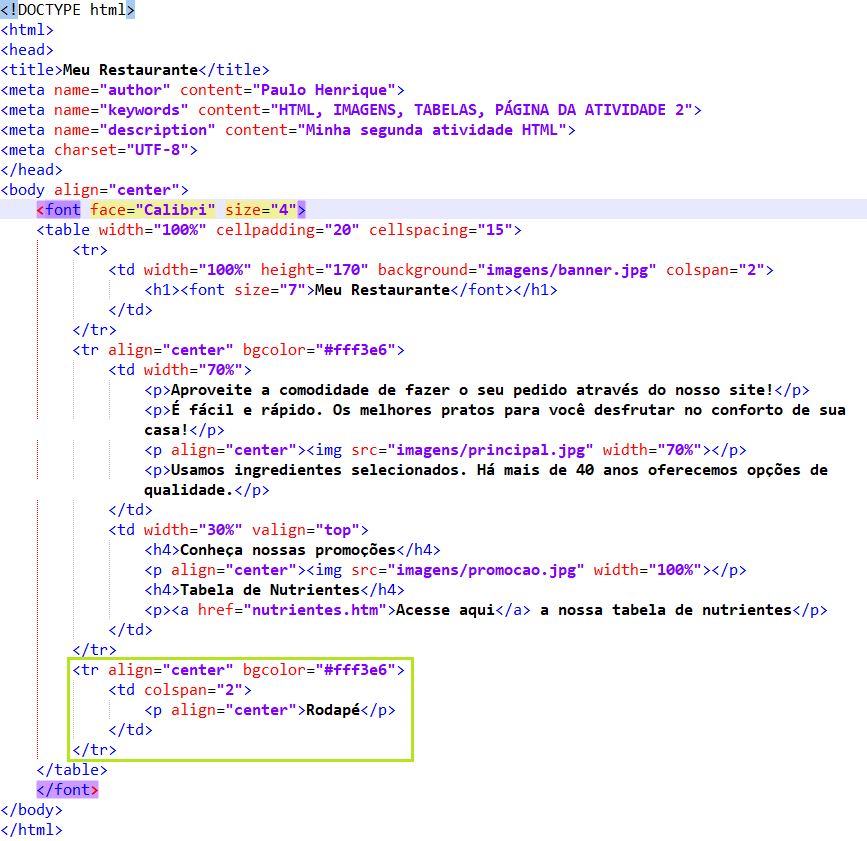 <!DOCTYPE html>
<html>
<head>
<title>Meu Restaurante</title>
<meta name="author" content="Paulo Henrique">
<meta name="keywords" content="HTML, IMAGENS, TABELAS, PÁGINA DA ATIVIDADE 2">
<meta name="description" content="Minha segunda atividade HTML">
<meta charset="UTF-8">
</head>
<body align="center">
<font face="Calibri" size="4">
<table width="100%" cellpadding="20" cellspacing="15">
<tr>
<td width="100%" height="170" background="imagens/banner.jpg" colspan="2">
<h1><font size="7">Meu Restaurante</font></h1>
</td>
</tr>
<tr align="center" bgcolor="#fff3e6">
<td width="70%">
<p>Aproveite a comodidade de fazer o seu pedido através do nosso site!</p>
<p>É fácil e rápido. Os melhores pratos para você desfrutar no conforto de sua
casa!</p>
<p align="center"><img src="imagens/principal.jpg" width="70%"></p>
<p>Usamos ingredientes selecionados. Há mais de 40 anos oferecemos opções de
qualidade.</p>
</td>
<td width="30%" valign="top">
<h4>Conheça nossas promoções</h4>
<p align="center"><img src="imagens/promocao.jpg" width="100%"></p>
<h4>Tabela de Nutrientes</h4>
<p><a href="nutrientes.htm">Acesse aqui</a> a nossa tabela de nutrientes</p>
</td>
</tr>
<tr align="center" bgcolor="#fff3e6">
<td colspan="2">
<p align="center">Rodapé</p>
</td>
</tr>
</table>
</font>
</body>
</html>